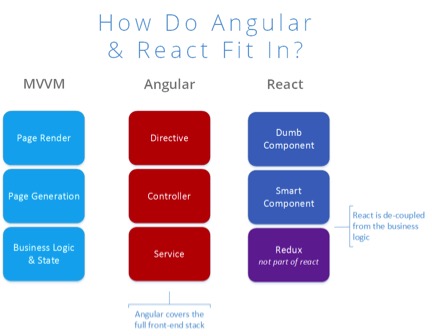 How Do Angular
& React Fit In?
MVVM
Angular
React
Page Render
Directive
Dumb
Component
Page Generation
Controller
Smart
Component
Business Logic
& State
Service
Redux
not part of react
React is de-coupled
from the business
logic
Angular covers the
full front-end stack